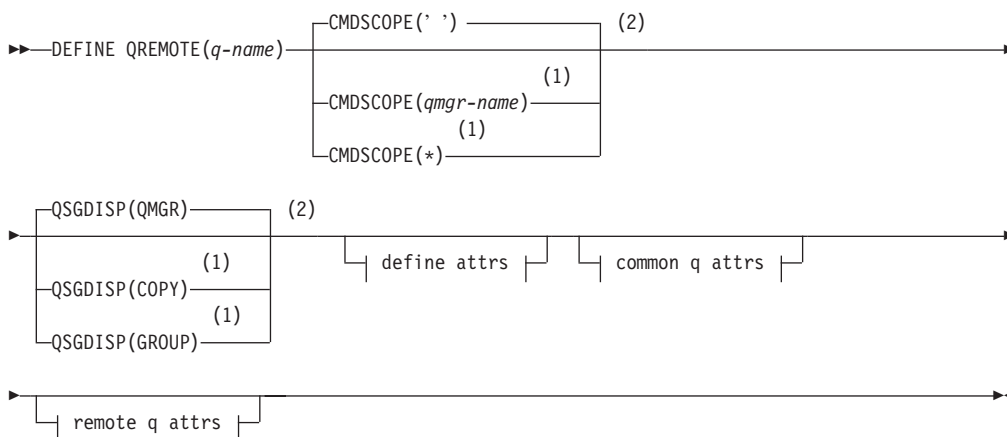 CMDSCOPE(' ') (2)
DEFINE QREMOTE(q-name)
(1)
CMDSCOPE(qmgr-name)
(1)
CMDSCOPE(*)
QSGDISP(QMGR) (2)
define attrs common q attrs
(1)
QSGDISP(COPY)
(1)
QSGDISP(GROUP)
remote q attrs